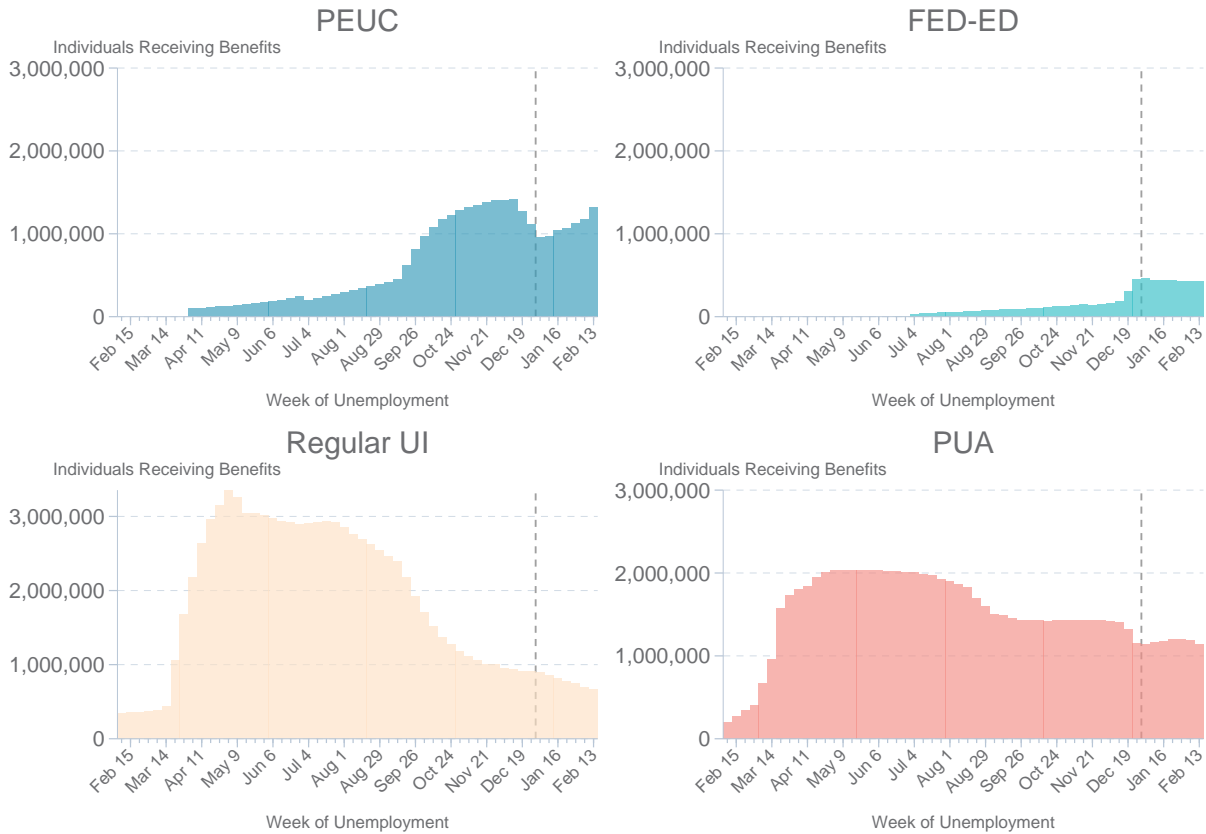 PEUC
Individuals Receiving Benefits
3,000,000
2,000,000
1,000,000
0
Feb 15
Mar 14
Apr 11
May 9
Jun 6
Jul 4
Aug 1
Aug 29
Sep 26
Oct 24
Nov 21
Dec 19
Jan 16
Feb 13
Week of Unemployment
FED-ED
Individuals Receiving Benefits
3,000,000
2,000,000
1,000,000
0
Feb 15
Mar 14
Apr 11
May 9
Jun 6
Jul 4
Aug 1
Aug 29
Sep 26
Oct 24
Nov 21
Dec 19
Jan 16
Feb 13
Week of Unemployment
Regular UI
Individuals Receiving Benefits
3,000,000
2,000,000
1,000,000
0
Feb 15
Mar 14
Apr 11
May 9
Jun 6
Jul 4
Aug 1
Aug 29
Sep 26
Oct 24
Nov 21
Dec 19
Jan 16
Feb 13
Week of Unemployment
PUA
Individuals Receiving Benefits
3,000,000
2,000,000
1,000,000
0
Feb 15
Mar 14
Apr 11
May 9
Jun 6
Jul 4
Aug 1
Aug 29
Sep 26
Oct 24
Nov 21
Dec 19
Jan 16
Feb 13
Week of Unemployment